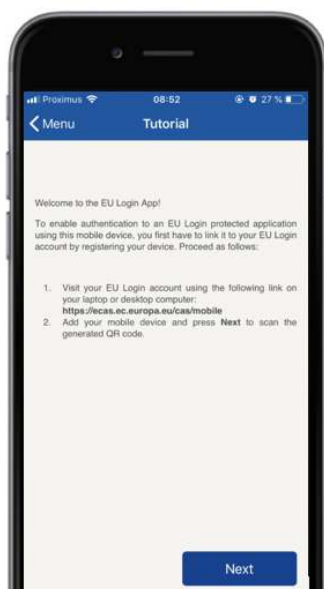 Proximus 08:52 27 %
Menu Tutorial
Welcome to the EU Login App!
To enable authentication to an EU Login protected application
using this mobile device, you first have to link it to your EU Login
account by registering your device. Proceed as follows:
1. Visit your EU Login account using the following link on
your laptop or desktop computer:
https://ecas.ec.europa.eu/cas/mobile
2. Add your mobile device and press Next to scan the
generated QR code.
Next